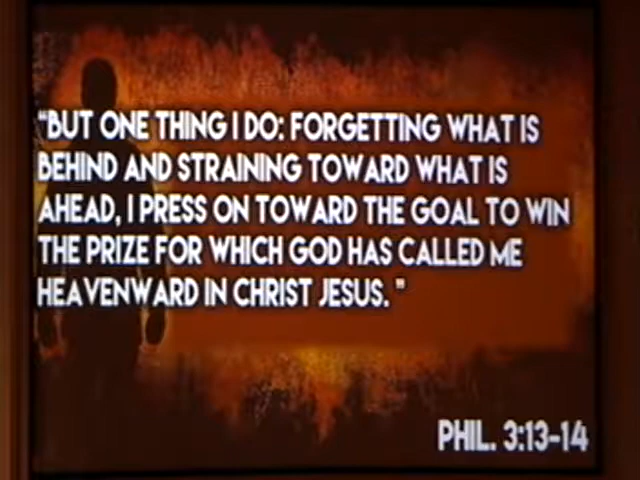 "BUT ONE THING I DO: FORGETTING WHAT IS
BEHIND AND STRAINING TOWARD WHAT IS
AHEAD, I PRESS ON TOWARD THE GOAL TO WIN
THE PRIZE FOR WHICH GOD HAS CALLED ME
HEAVENWARD IN CHRIST JESUS. "
PHIL. 3:13-14